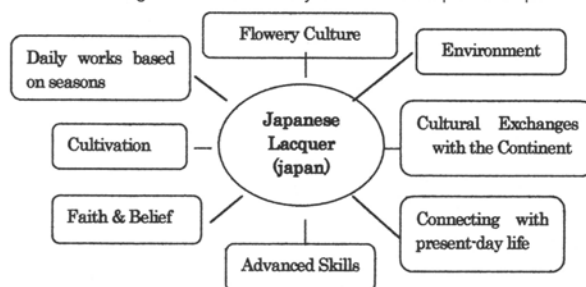 Flowery Culture
Daily works based
on seasons
Environment
Japanese
Lacquer
(japan)
Cultivation
Cultural Exchanges
with the Continent
Faith & Belief
Connecting with
present-day life
Advanced Skills